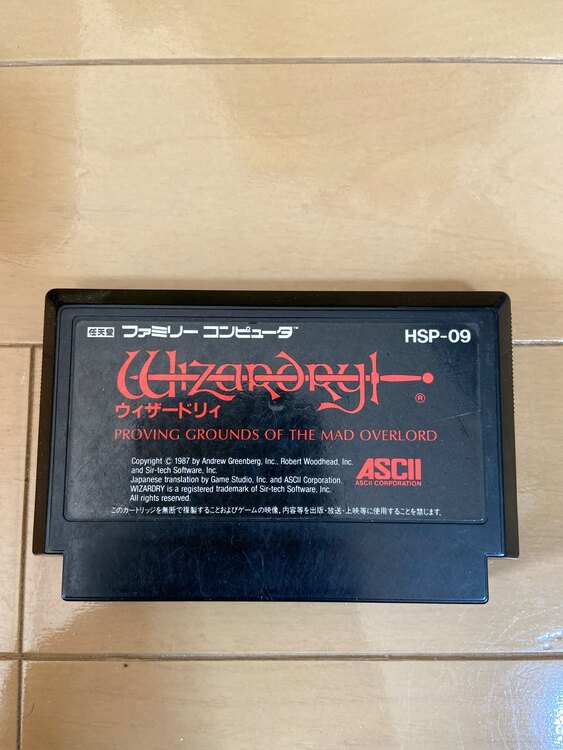 任天堂 ファミリー コンピュータ™ HSP-09
Wizardry ®
ウィザードリィ
PROVING GROUNDS OF THE MAD OVERLORD
Copyright © 1987 by Andrew Greenberg, Inc., Robert Woodhead, Inc.
and Sir-tech Software, Inc.
Japanese translation by Game Studio, Inc. and ASCII Corporation.
WIZARDRY is a registered trademark of Sir-tech Software, Inc.
All rights reserved.
ASCII
ASCII CORPORATION
このカートリッジを無断で複製することおよびゲームの映像、内容等を出版・放送・上映等に使用することを禁じます。